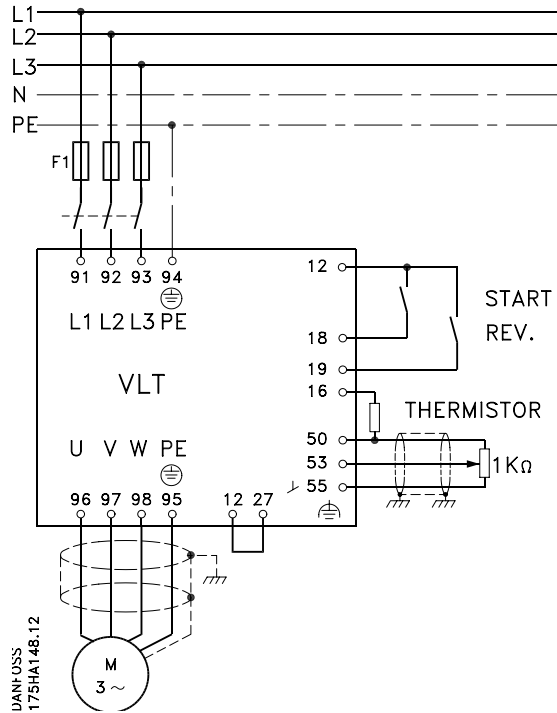 L1
L2
L3
N
PE
F1
91 92 93 94
L1 L2 L3 PE
VLT
U V W PE
96 97 98 95
12 27
12
18
19
16
50
53
55
START
REV.
THERMISTOR
1KΩ
M
3~
DANFOSS
175HA148.12